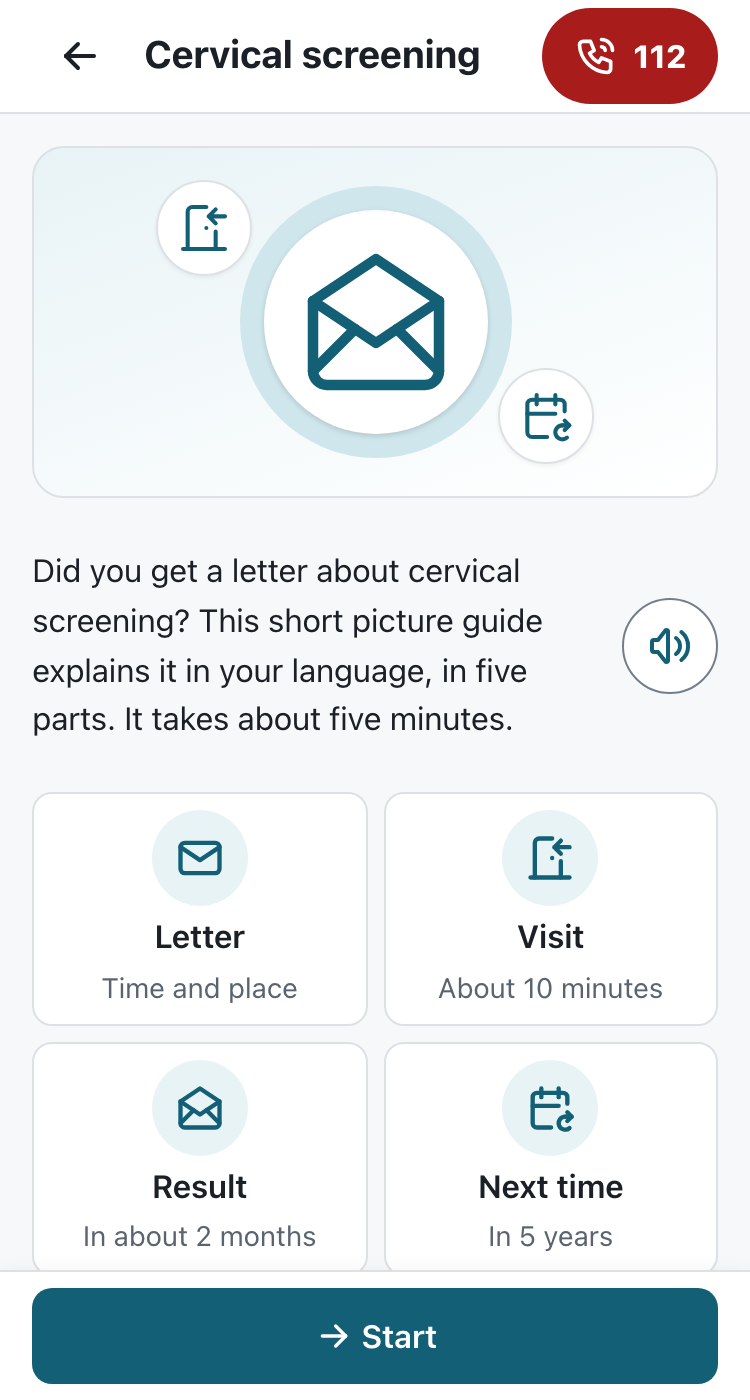 Cervical screening
112
Did you get a letter about cervical
screening? This short picture guide
explains it in your language, in five
parts. It takes about five minutes.
Letter
Time and place
Visit
About 10 minutes
Result
In about 2 months
Next time
In 5 years
Start